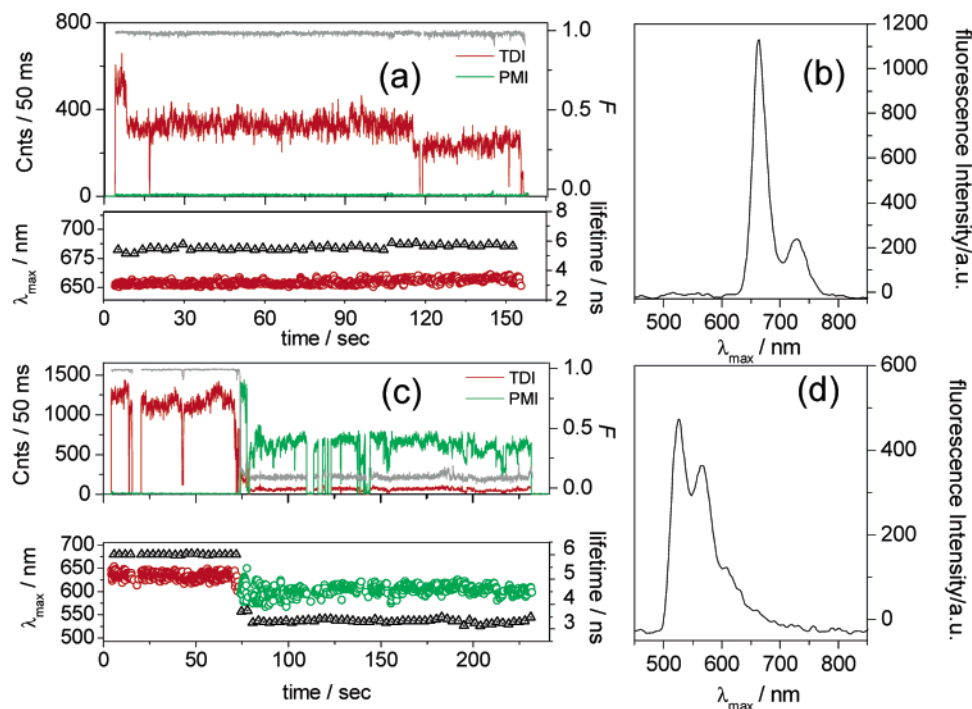 800
400
0
Cnts / 50 ms
TDI
PMI
(a)
1.0
0.5
0.0
F
700
675
650
λmax / nm
8
6
4
3
2
lifetime / ns
0 30 60 90 120 150
time / sec
(b)
1200
1000
800
600
400
200
0
fluorescence Intensity/a.u.
500 600 700 800
λmax / nm
1500
1000
500
0
Cnts / 50 ms
TDI
PMI
(c)
1.0
0.5
0.0
F
700
650
600
550
500
λmax / nm
6
5
4
3
lifetime / ns
0 50 100 150 200
time / sec
(d)
600
400
200
0
fluorescence Intensity/a.u.
500 600 700 800
λmax / nm